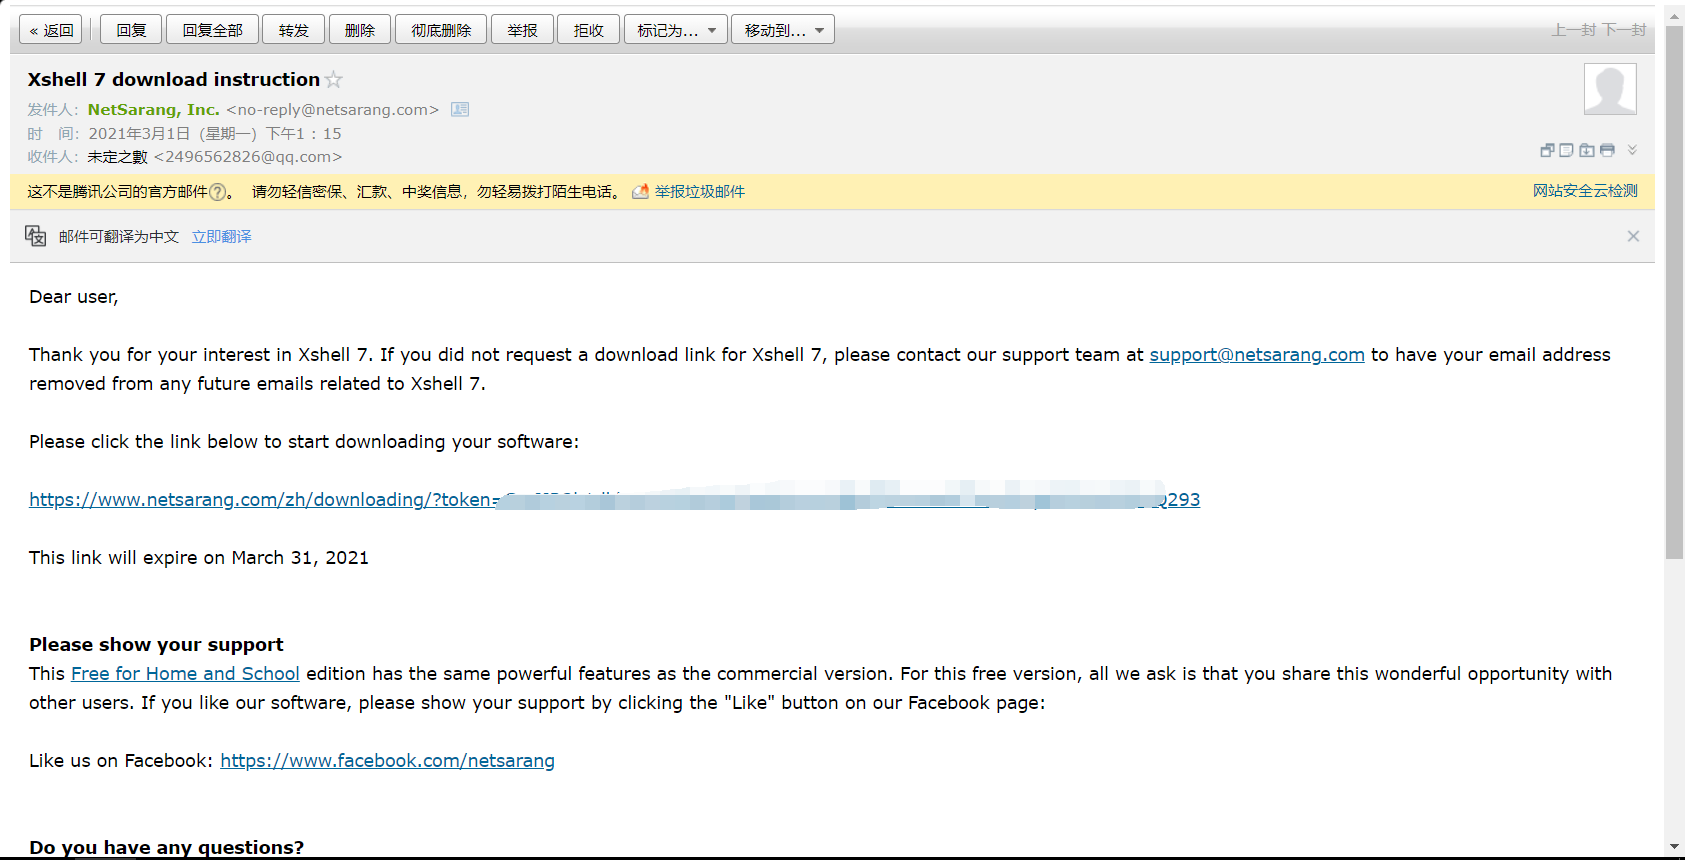 « 返回 回复 回复全部 转发 删除 彻底删除 举报 拒收 标记为... 移动到... 上一封 下一封
Xshell 7 download instruction
发件人： NetSarang, Inc. <no-reply@netsarang.com>
时 间： 2021年3月1日（星期一）下午1：15
收件人： 未定之數 <2496562826@qq.com>
这不是腾讯公司的官方邮件?。 请勿轻信密保、汇款、中奖信息，勿轻易拨打陌生电话。 举报垃圾邮件 网站安全云检测
邮件可翻译为中文 立即翻译
Dear user,
Thank you for your interest in Xshell 7. If you did not request a download link for Xshell 7, please contact our support team at support@netsarang.com to have your email address
removed from any future emails related to Xshell 7.
Please click the link below to start downloading your software:
https://www.netsarang.com/zh/downloading/?token= Q293
This link will expire on March 31, 2021
Please show your support
This Free for Home and School edition has the same powerful features as the commercial version. For this free version, all we ask is that you share this wonderful opportunity with
other users. If you like our software, please show your support by clicking the "Like" button on our Facebook page:
Like us on Facebook: https://www.facebook.com/netsarang
Do you have any questions?